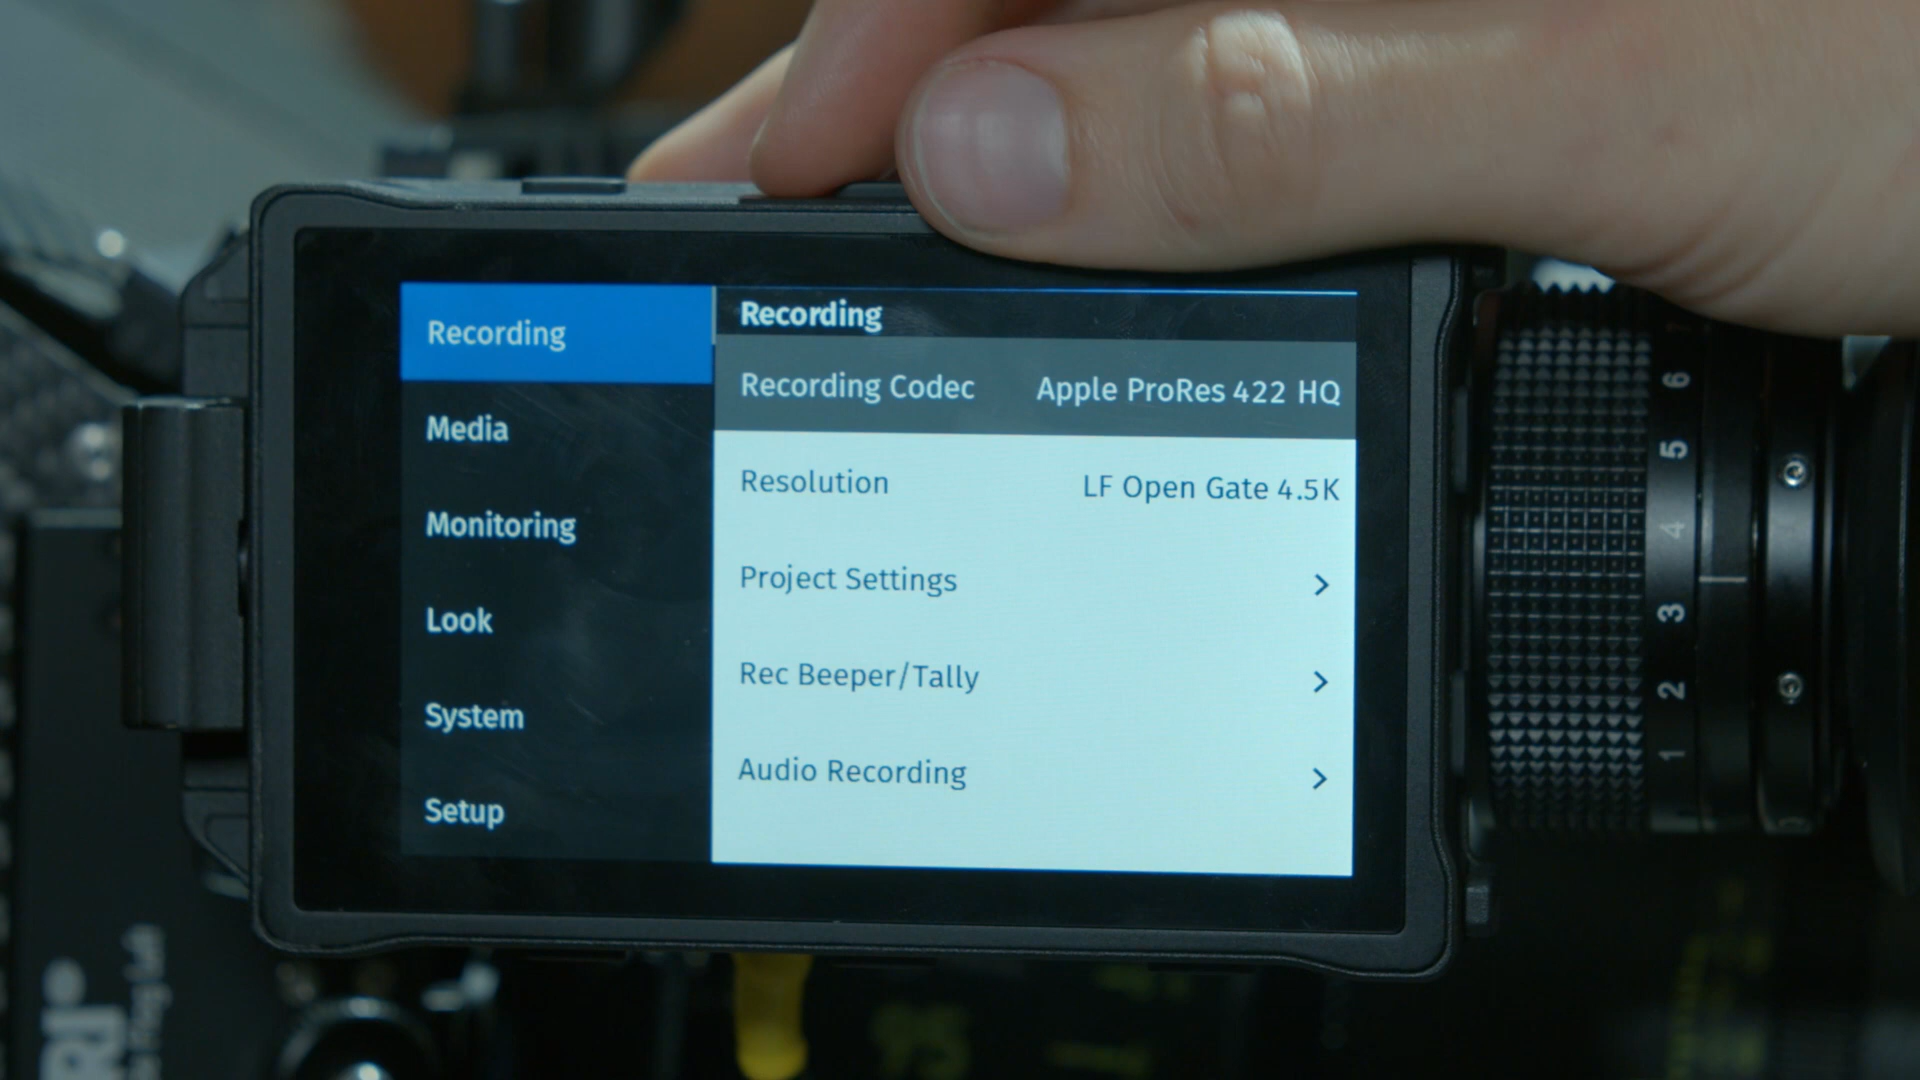 Recording
Media
Monitoring
Look
System
Setup
Recording
Recording Codec Apple ProRes 422 HQ
Resolution LF Open Gate 4.5K
Project Settings >
Rec Beeper/Tally >
Audio Recording >
6
5
4
3
2
1